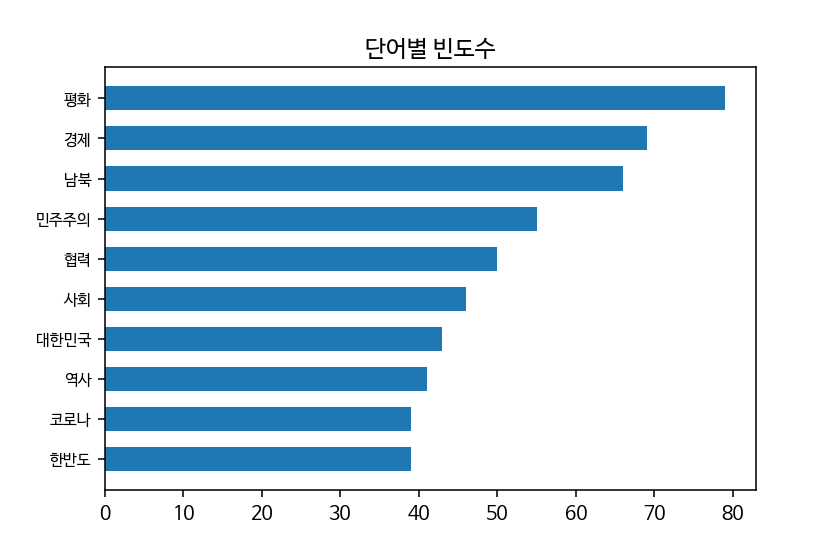 단어별 빈도수
평화
경제
남북
민주주의
협력
사회
대한민국
역사
코로나
한반도
0 10 20 30 40 50 60 70 80